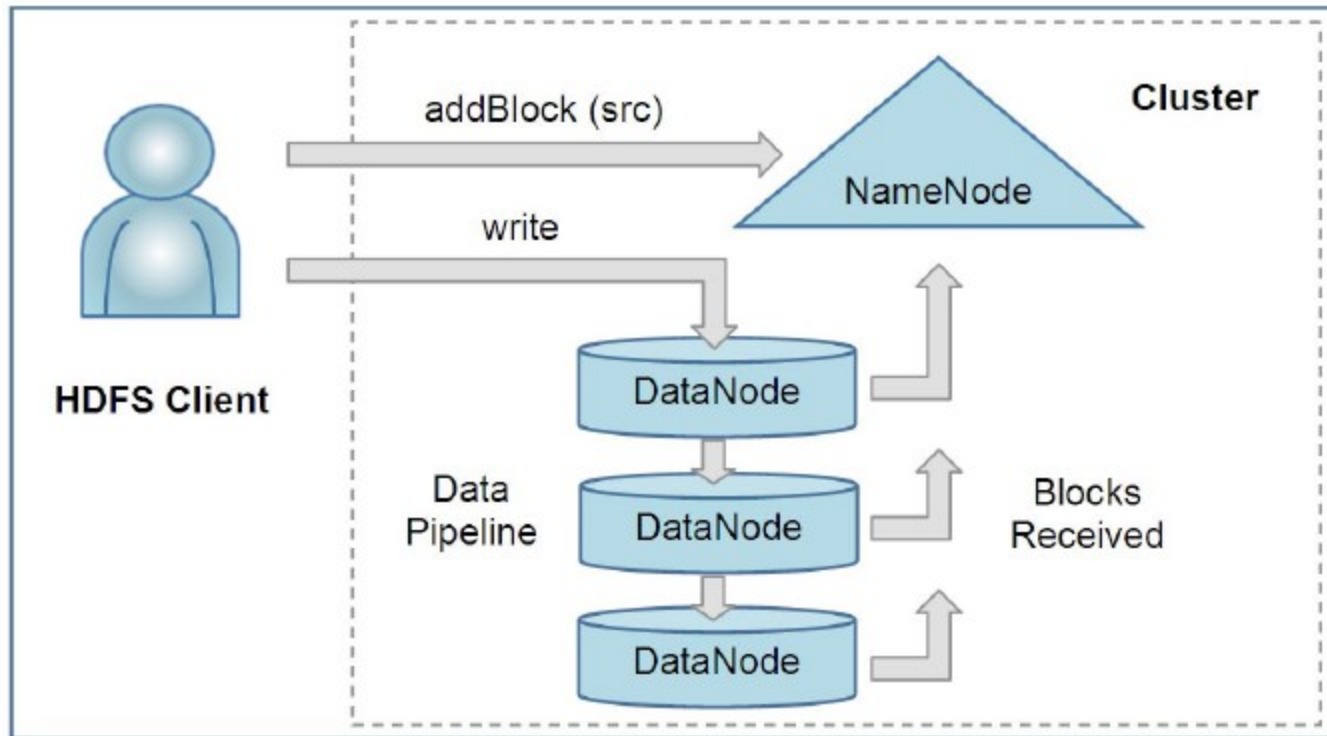 addBlock (src)
Cluster
NameNode
write
HDFS Client
DataNode
Data
Pipeline
DataNode
Blocks
Received
DataNode